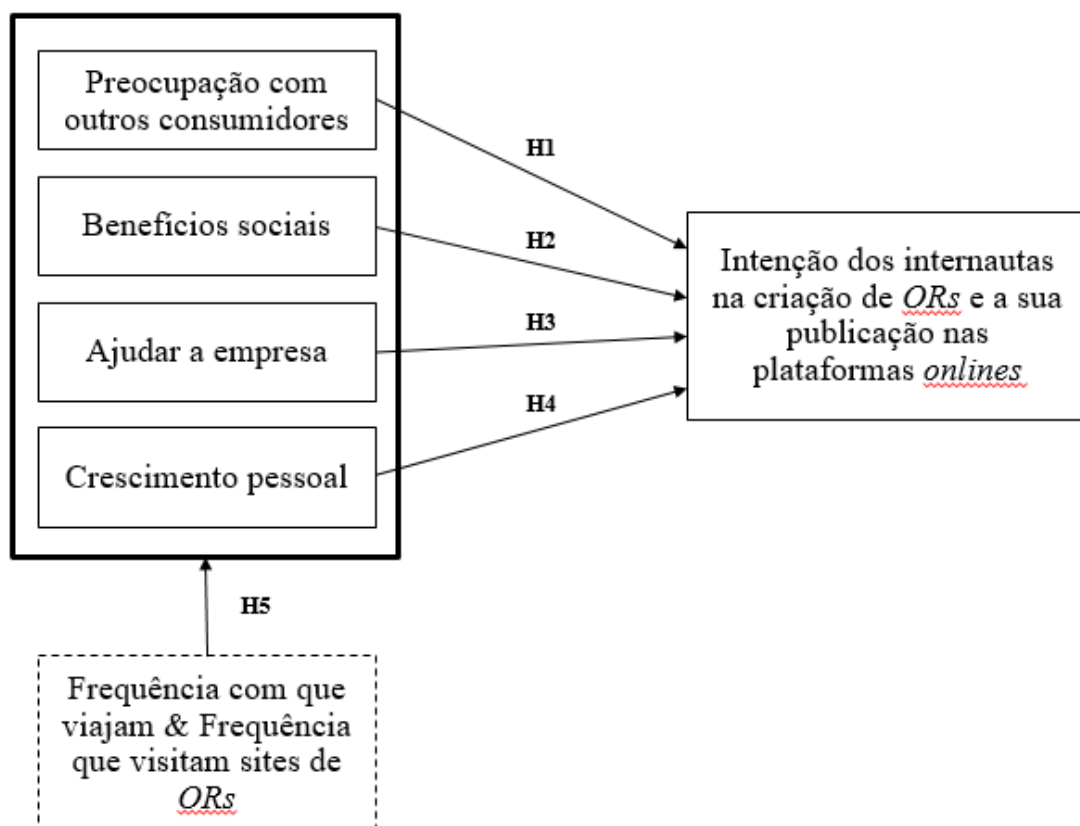 Preocupação com
outros consumidores
H1
Benefícios sociais
H2
Intenção dos internautas
na criação de ORs e a sua
publicação nas
plataformas onlines
Ajudar a empresa
H3
H4
Crescimento pessoal
H5
Frequência com que
viajam & Frequência
que visitam sites de
ORs